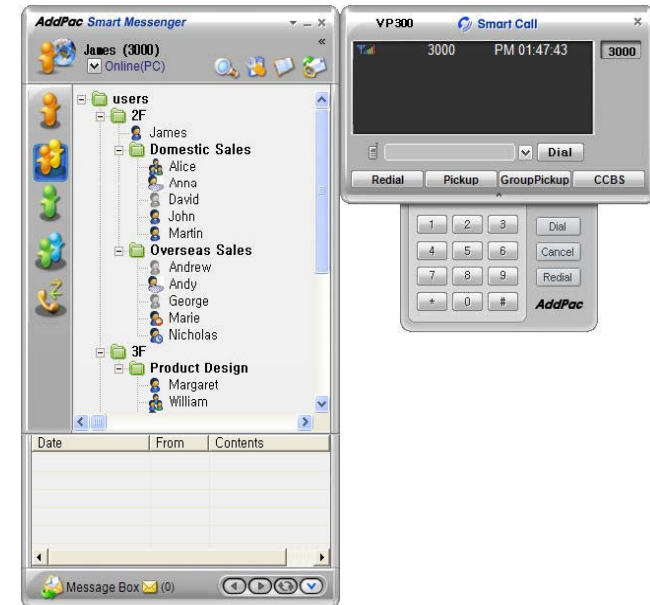 AddPac Smart Messenger
James (3000)
Online(PC)
users
2F
James
Domestic Sales
Alice
Anna
David
John
Martin
Overseas Sales
Andrew
Andy
George
Marie
Nicholas
3F
Product Design
Margaret
William
Date From Contents
Message Box (0)
VP300 Smart Call
3000 PM 01:47:43 3000
Dial
Redial Pickup GroupPickup CCBS
1 2 3 Dial
4 5 6 Cancel
7 8 9 Redial
* 0 # AddPac